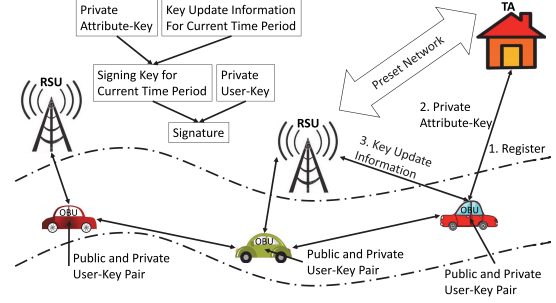 Private
Attribute-Key
Key Update Information
For Current Time Period
TA
Preset Network
RSU
Signing Key for
Current Time Period
Private
User-Key
Signature
RSU
2. Private
Attribute-Key
1. Register
3. Key Update
Information
OBU
OBU
OBU
Public and Private
User-Key Pair
Public and Private
User-Key Pair
Public and Private
User-Key Pair